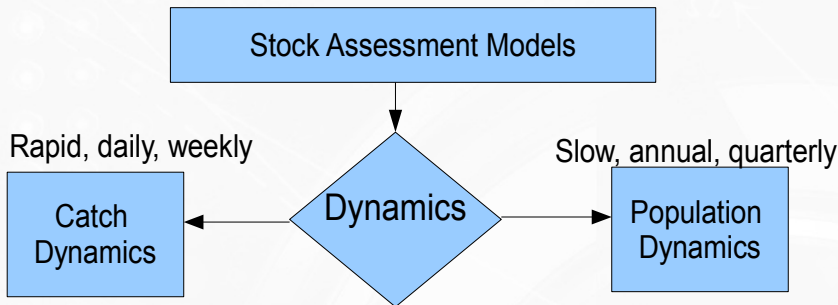 Stock Assessment Models
Rapid, daily, weekly
Slow, annual, quarterly
Catch
Dynamics
Dynamics
Population
Dynamics